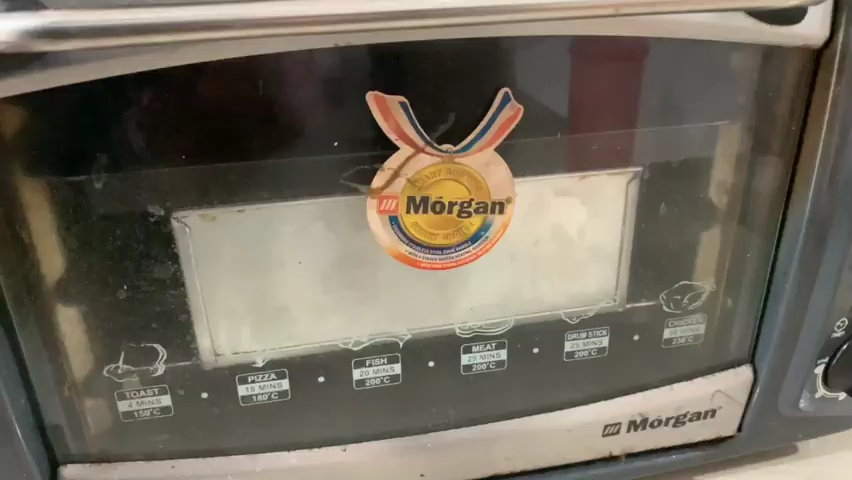 Mórgan®
TOAST
4 MINS
150°C
PIZZA
15 MINS
180°C
FISH
20 MINS
200°C
MEAT
25 MINS
200°C
DRUM STICK
25 MINS
200°C
CHICKEN
MINS
230°C
Mórgan®